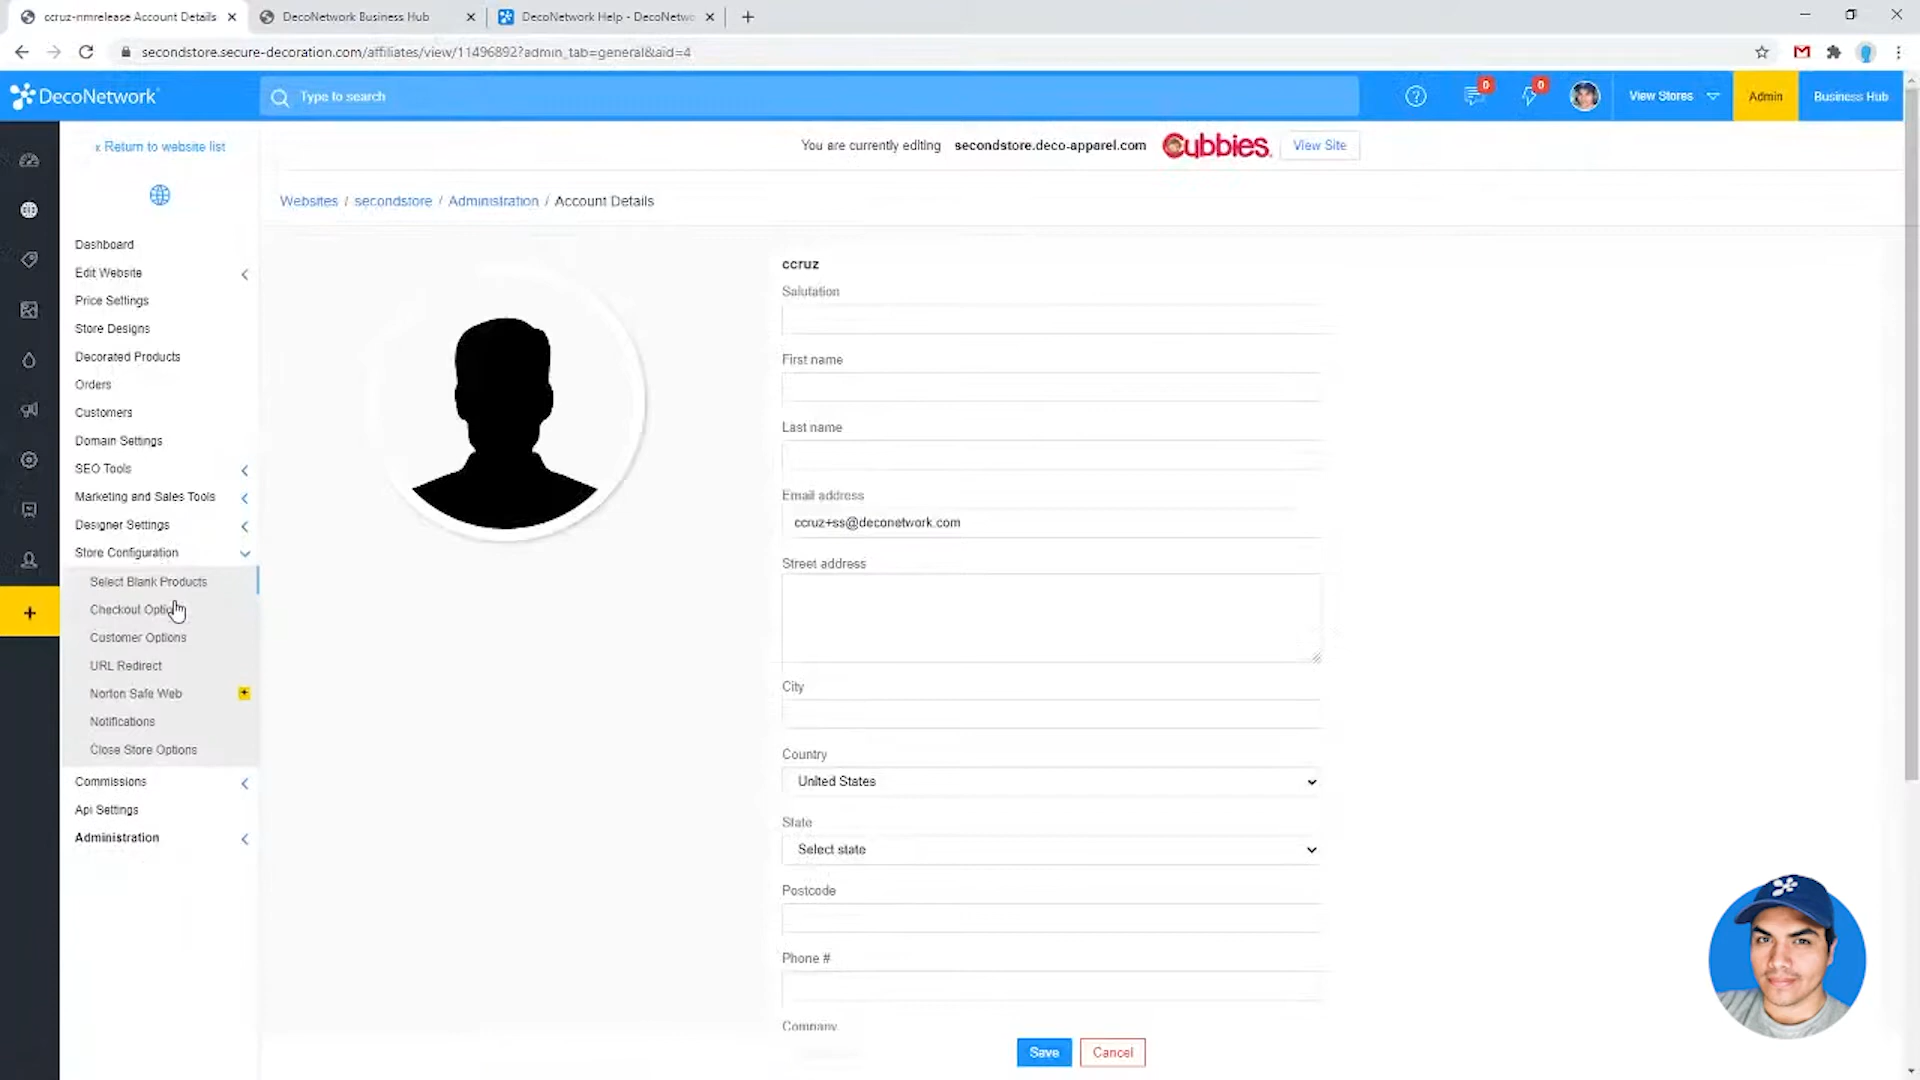 ccruz-nmrelease Account Details
DecoNetwork Business Hub
DecoNetwork Help - DecoNetwo
secondstore.secure-decoration.com/affiliates/view/11496892?admin_tab=general&aid=4
DecoNetwork
Type to search
0
0
View Stores
Admin
Business Hub
« Return to website list
You are currently editing secondstore.deco-apparel.com
Cubbies
View Site
Websites / secondstore / Administration / Account Details
Dashboard
Edit Website
Price Settings
Store Designs
Decorated Products
Orders
Customers
Domain Settings
SEO Tools
Marketing and Sales Tools
Designer Settings
Store Configuration
Select Blank Products
Checkout Optio
Customer Options
URL Redirect
Norton Safe Web
Notifications
Close Store Options
Commissions
Api Settings
Administration
ccruz
Salutation
First name
Last name
Email address
ccruz+ss@deconetwork.com
Street address
City
Country
United States
State
Select state
Postcode
Phone #
Company
Save
Cancel